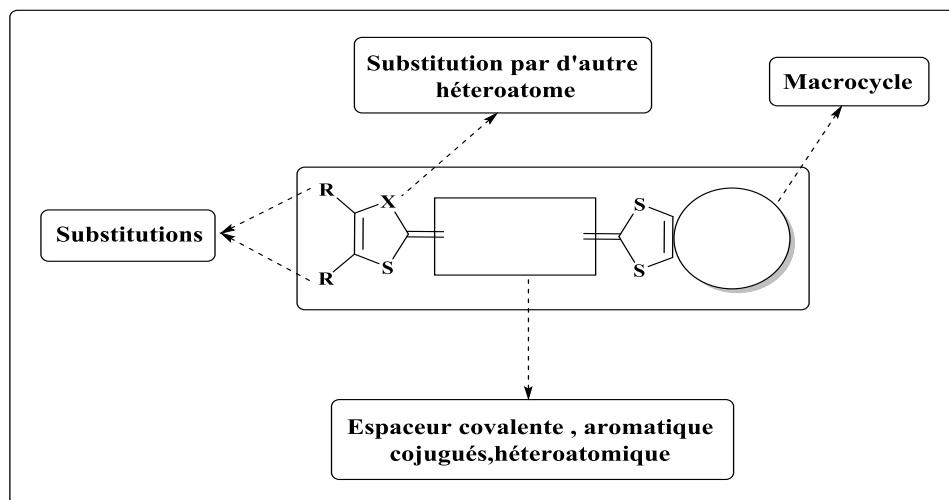 Substitution par d'autre
héteroatome
Macrocycle
Substitutions
R
X
S
R
S
S
Espaceur covalente , aromatique
cojugués,héteroatomique